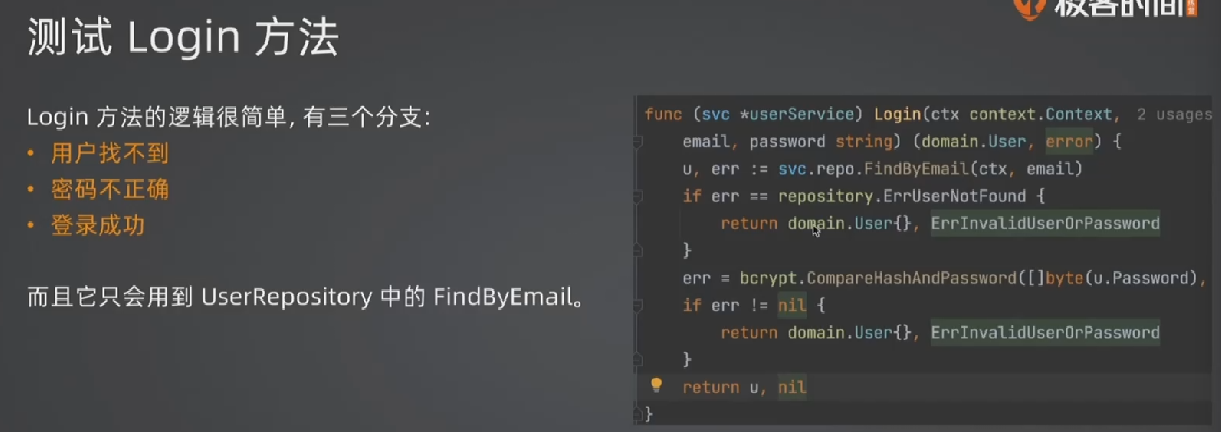 极客时间
测试 Login 方法
Login 方法的逻辑很简单, 有三个分支:
• 用户找不到
• 密码不正确
• 登录成功
而且它只会用到 UserRepository 中的 FindByEmail。
func (svc *userService) Login(ctx context.Context, 2 usages
email, password string) (domain.User, error) {
u, err := svc.repo.FindByEmail(ctx, email)
if err == repository.ErrUserNotFound {
return domain.User{}, ErrInvalidUserOrPassword
}
err = bcrypt.CompareHashAndPassword([]byte(u.Password),
if err != nil {
return domain.User{}, ErrInvalidUserOrPassword
}
return u, nil
}